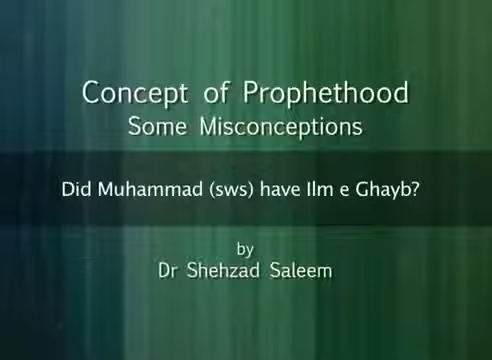 Concept of Prophethood
Some Misconceptions
Did Muhammad (sws) have Ilm e Ghayb?
by
Dr Shehzad Saleem